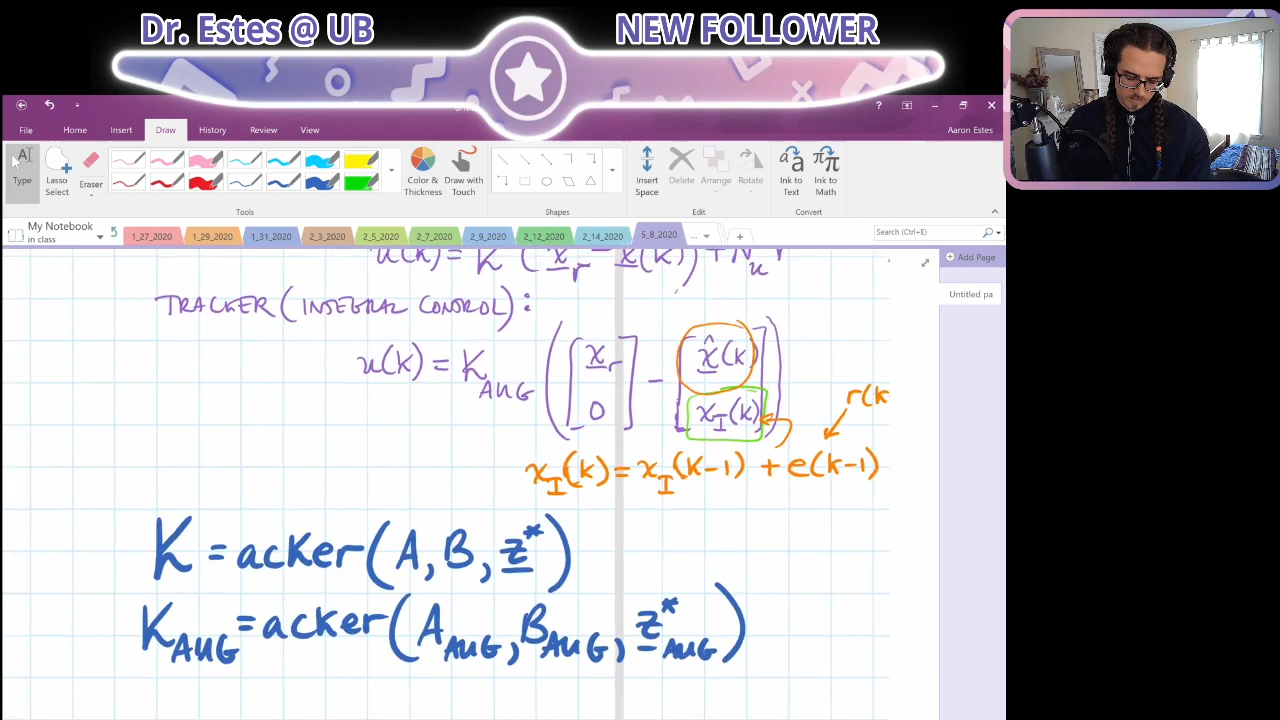 Dr. Estes @ UB NEW FOLLOWER
File Home Insert Draw History Review View Aaron Estes
Type Lasso Select Eraser Color & Thickness Draw with Touch Insert Space Delete Arrange Rotate Ink to Text Ink to Math
Tools Shapes Edit Convert
My Notebook in class 1_27_2020 1_29_2020 1_31_2020 2_3_2020 2_5_2020 2_7_2020 2_9_2020 2_12_2020 2_14_2020 5_8_2020 ... + Search (Ctrl+E)
Add Page
Untitled pa
u(k) = K (x_r - x(k)) + N_u r
TRACKER (INTEGRAL CONTROL):
u(k) = K_AUG ([x_r 0] - [x̂(k) x_I(k)])
r(k
x_I(k) = x_I(k-1) + e(k-1)
K = acker(A, B, z*)
K_AUG = acker(A_AUG, B_AUG, z*_AUG)